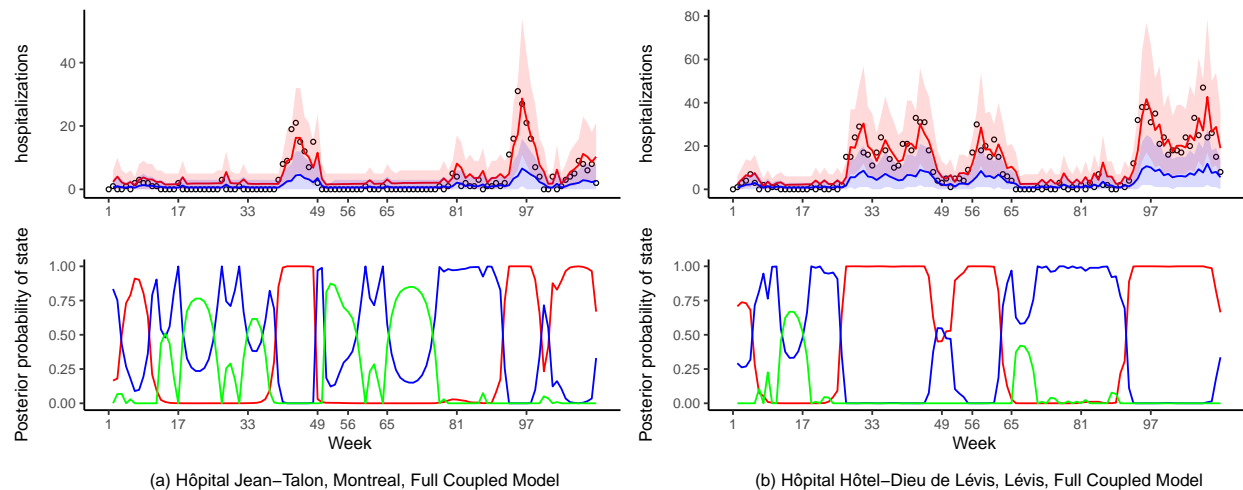 hospitalizations
40
20
0
1 17 33 49 56 65 81 97
Posterior probability of state
1.00
0.75
0.50
0.25
0.00
1 17 33 49 56 65 81 97
Week
(a) Hôpital Jean−Talon, Montreal, Full Coupled Model
hospitalizations
80
60
40
20
0
1 17 33 49 56 65 81 97
Posterior probability of state
1.00
0.75
0.50
0.25
0.00
1 17 33 49 56 65 81 97
Week
(b) Hôpital Hôtel−Dieu de Lévis, Lévis, Full Coupled Model